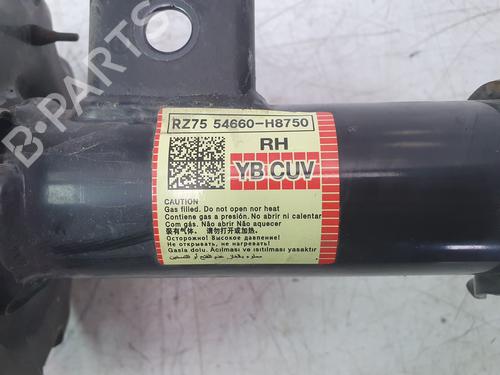 RZ75 54660-H8750
RH
YB CUV
CAUTION
Gas filled. Do not open nor heat
Contiene gas a presión. No abrir ni calentar
Com gás. Não abrir Não aquecer
装有气体。 请勿打开或加热。
Осторожно! Высокое давление!
Не открывать, не нагревать!
Gazla dolu. Açılması ve ısıtılması yasaktır
B-PARTS